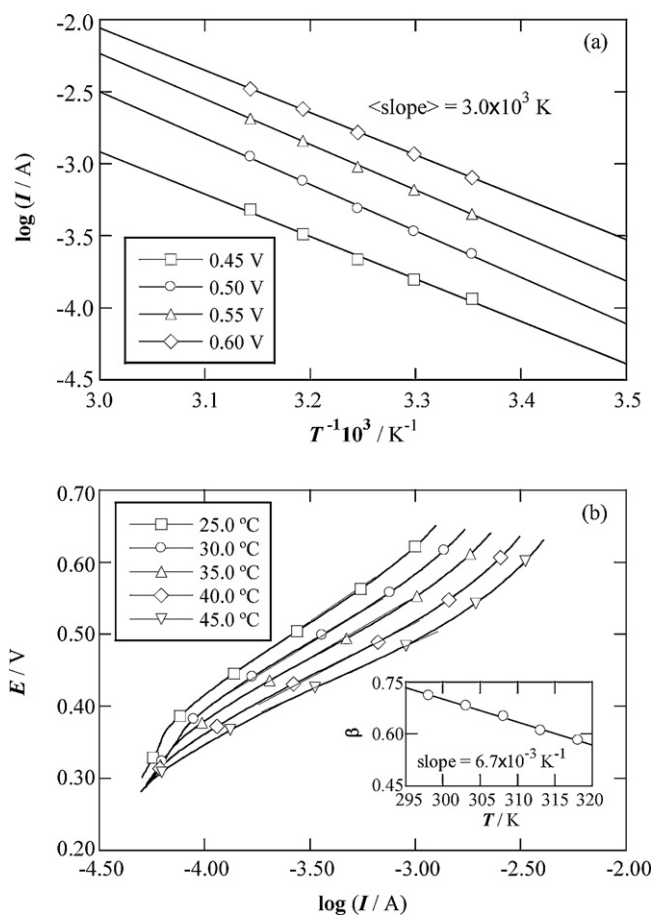 (a)
<slope> = 3.0x10³ K
log (I / A)
-2.0
-2.5
-3.0
-3.5
-4.0
-4.5
0.45 V
0.50 V
0.55 V
0.60 V
3.0 3.1 3.2 3.3 3.4 3.5
T⁻¹10³ / K⁻¹
(b)
E / V
0.70
0.60
0.50
0.40
0.30
0.20
25.0 ºC
30.0 ºC
35.0 ºC
40.0 ºC
45.0 ºC
β
0.75
0.60
0.45
slope = 6.7x10⁻³ K⁻¹
295 300 305 310 315 320
T / K
-4.50 -4.00 -3.50 -3.00 -2.50 -2.00
log (I / A)